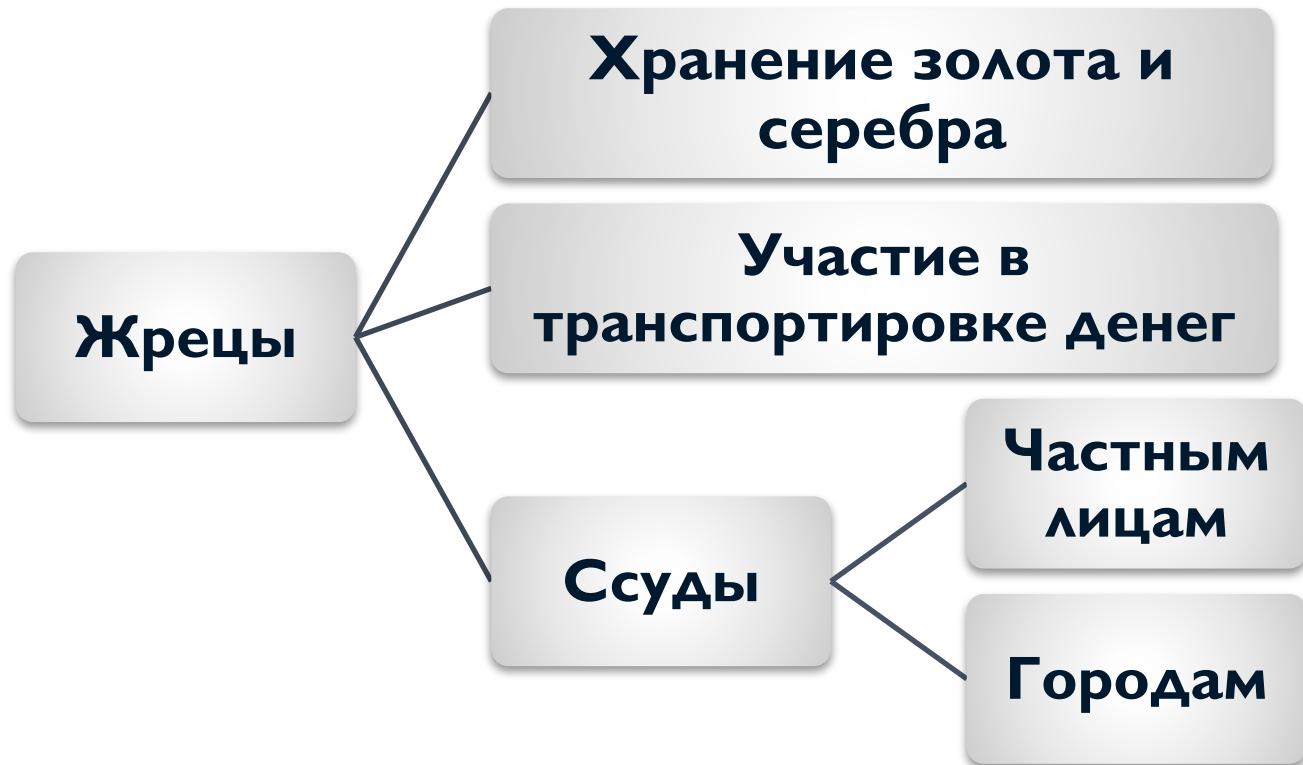 Хранение золота и
серебра
Участие в
транспортировке денег
Жрецы
Частным
лицам
Ссуды
Городам